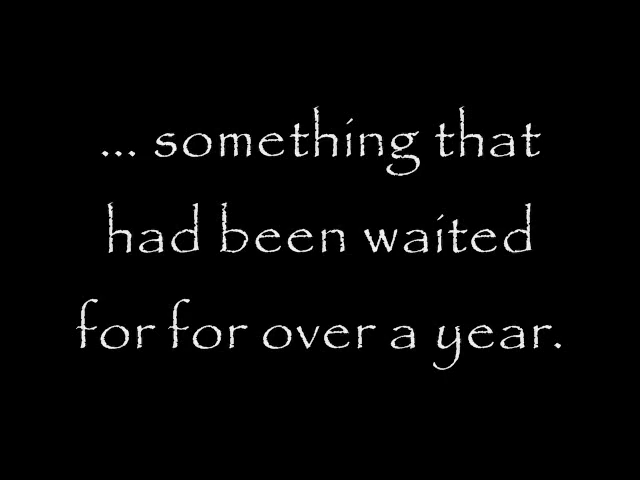 ... something that
had been waited
for for over a year.